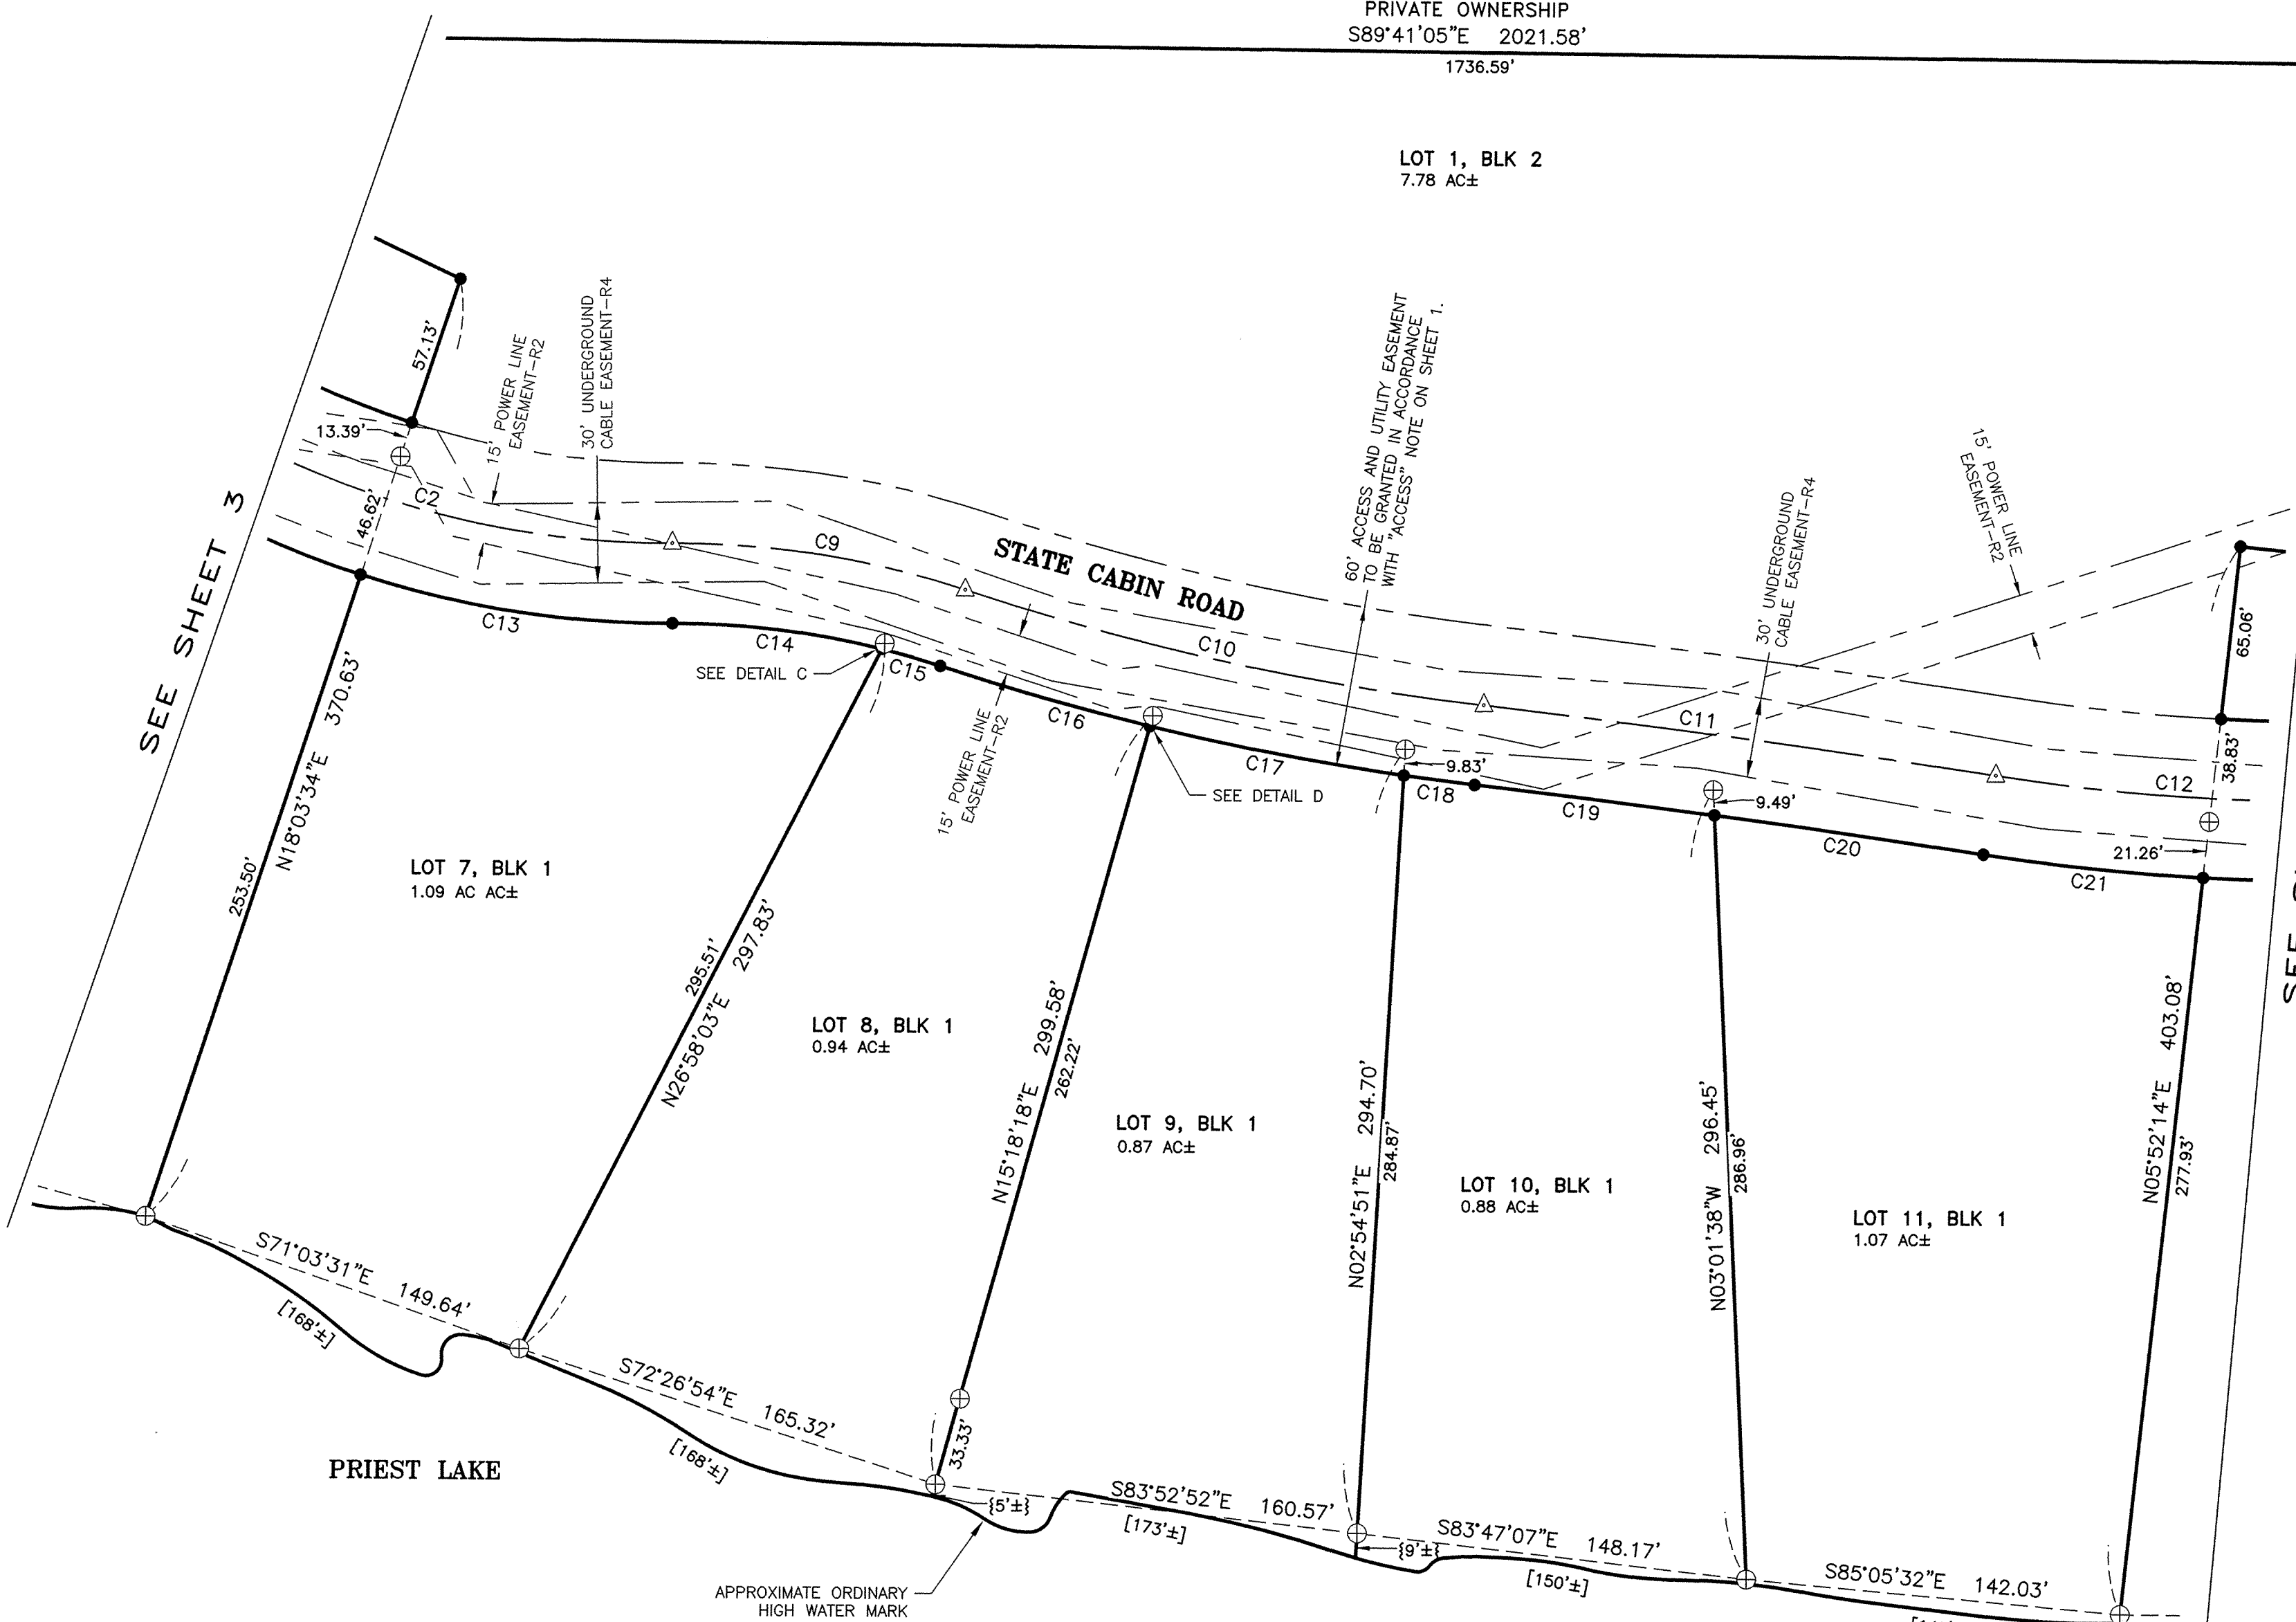 PRIVATE OWNERSHIP
S89°41'05"E 2021.58'
1736.59'
LOT 1, BLK 2
7.78 AC±
SEE SHEET 3
57.13'
13.39'
46.62'
C2
15' POWER LINE
EASEMENT-R2
30' UNDERGROUND
CABLE EASEMENT-R4
60' ACCESS AND UTILITY EASEMENT
TO BE GRANTED IN ACCORDANCE
WITH "ACCESS" NOTE ON SHEET 1.
15' POWER LINE
EASEMENT-R2
30' UNDERGROUND
CABLE EASEMENT-R4
65.06'
38.83'
21.26'
C9
STATE CABIN ROAD
C10
C11
C12
C13
C14
C15
C16
C17
C18
C19
C20
C21
SEE DETAIL C
SEE DETAIL D
15' POWER LINE
EASEMENT-R2
9.83'
9.49'
N18°03'34"E 370.63'
253.50'
LOT 7, BLK 1
1.09 AC AC±
295.51'
N26°58'03"E 297.83'
LOT 8, BLK 1
0.94 AC±
N15°18'18"E 299.58'
262.22'
33.33'
LOT 9, BLK 1
0.87 AC±
N02°54'51"E 294.70'
284.87'
LOT 10, BLK 1
0.88 AC±
N03°01'38"W 296.45'
286.96'
LOT 11, BLK 1
1.07 AC±
N05°52'14"E 403.08'
277.93'
S71°03'31"E 149.64'
[168'±]
S72°26'54"E 165.32'
[168'±]
S83°52'52"E 160.57'
{5'±}
[173'±]
S83°47'07"E 148.17'
{9'±}
[150'±]
S85°05'32"E 142.03'
PRIEST LAKE
APPROXIMATE ORDINARY
HIGH WATER MARK